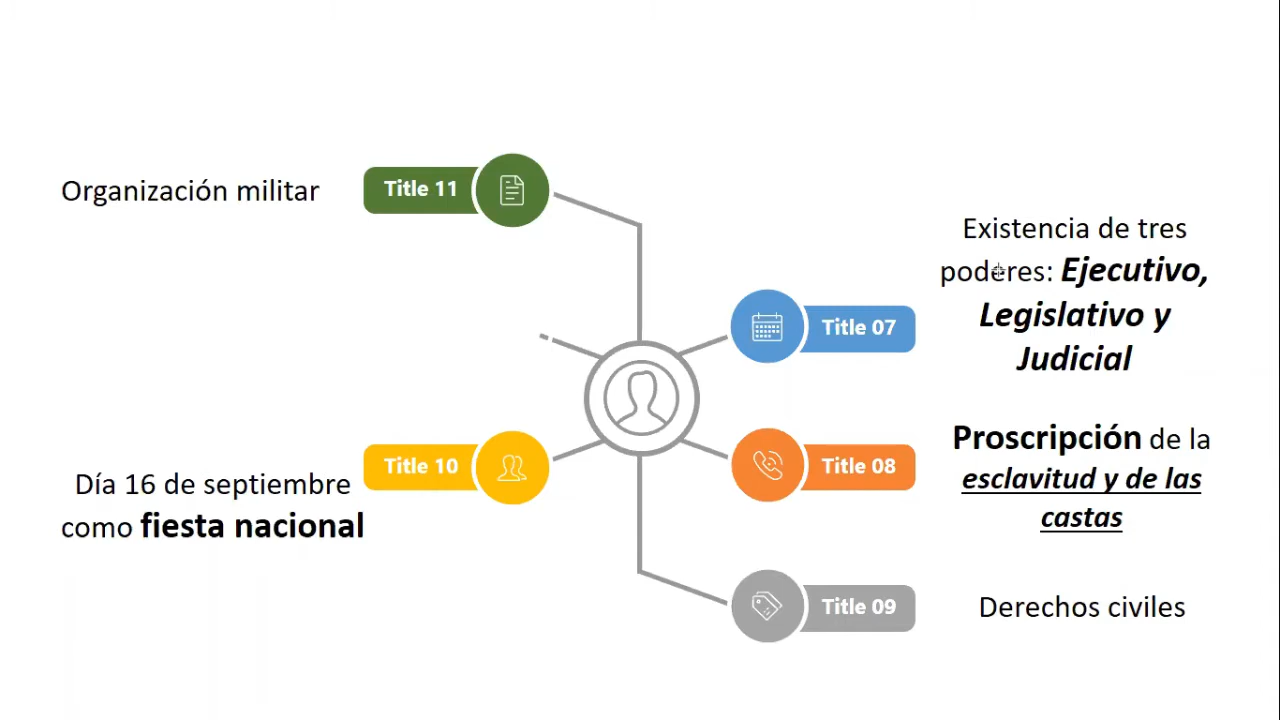 Organización militar
Title 11
Existencia de tres
poderes: Ejecutivo,
Legislativo y
Judicial
Title 07
Title 10
Día 16 de septiembre
como fiesta nacional
Title 08
Proscripción de la
esclavitud y de las
castas
Title 09
Derechos civiles